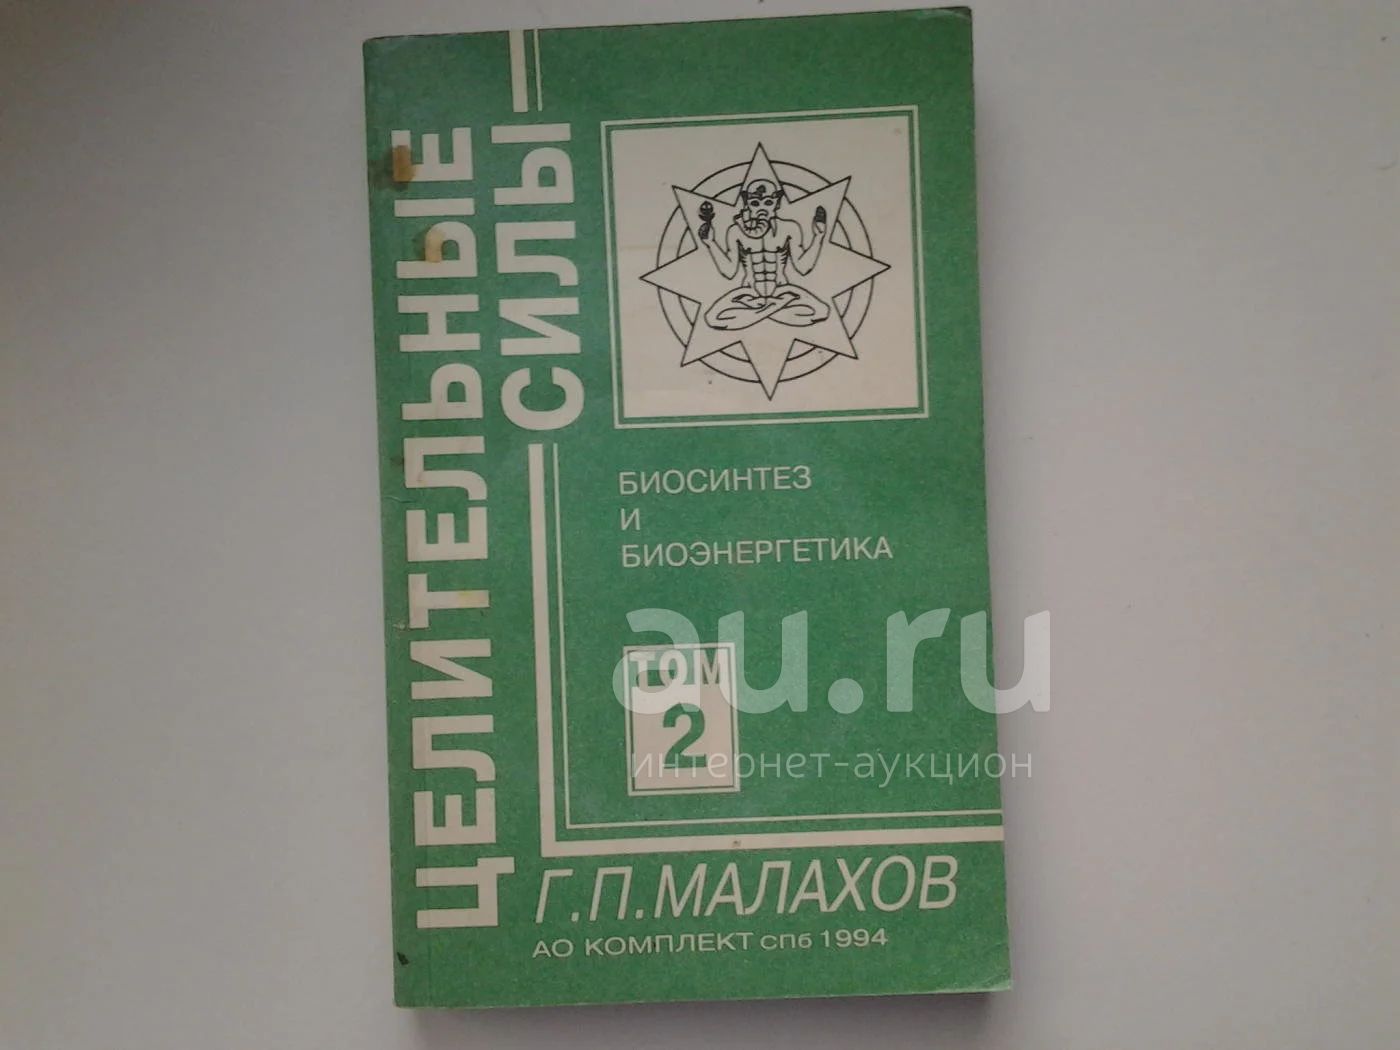 ЦЕЛИТЕЛЬНЫЕ
СИЛЫ
БИОСИНТЕЗ
И
БИОЭНЕРГЕТИКА
ТОМ
2
au.ru
интернет-аукцион
Г.П.МАЛАХОВ
АО КОМПЛЕКТ СПб 1994